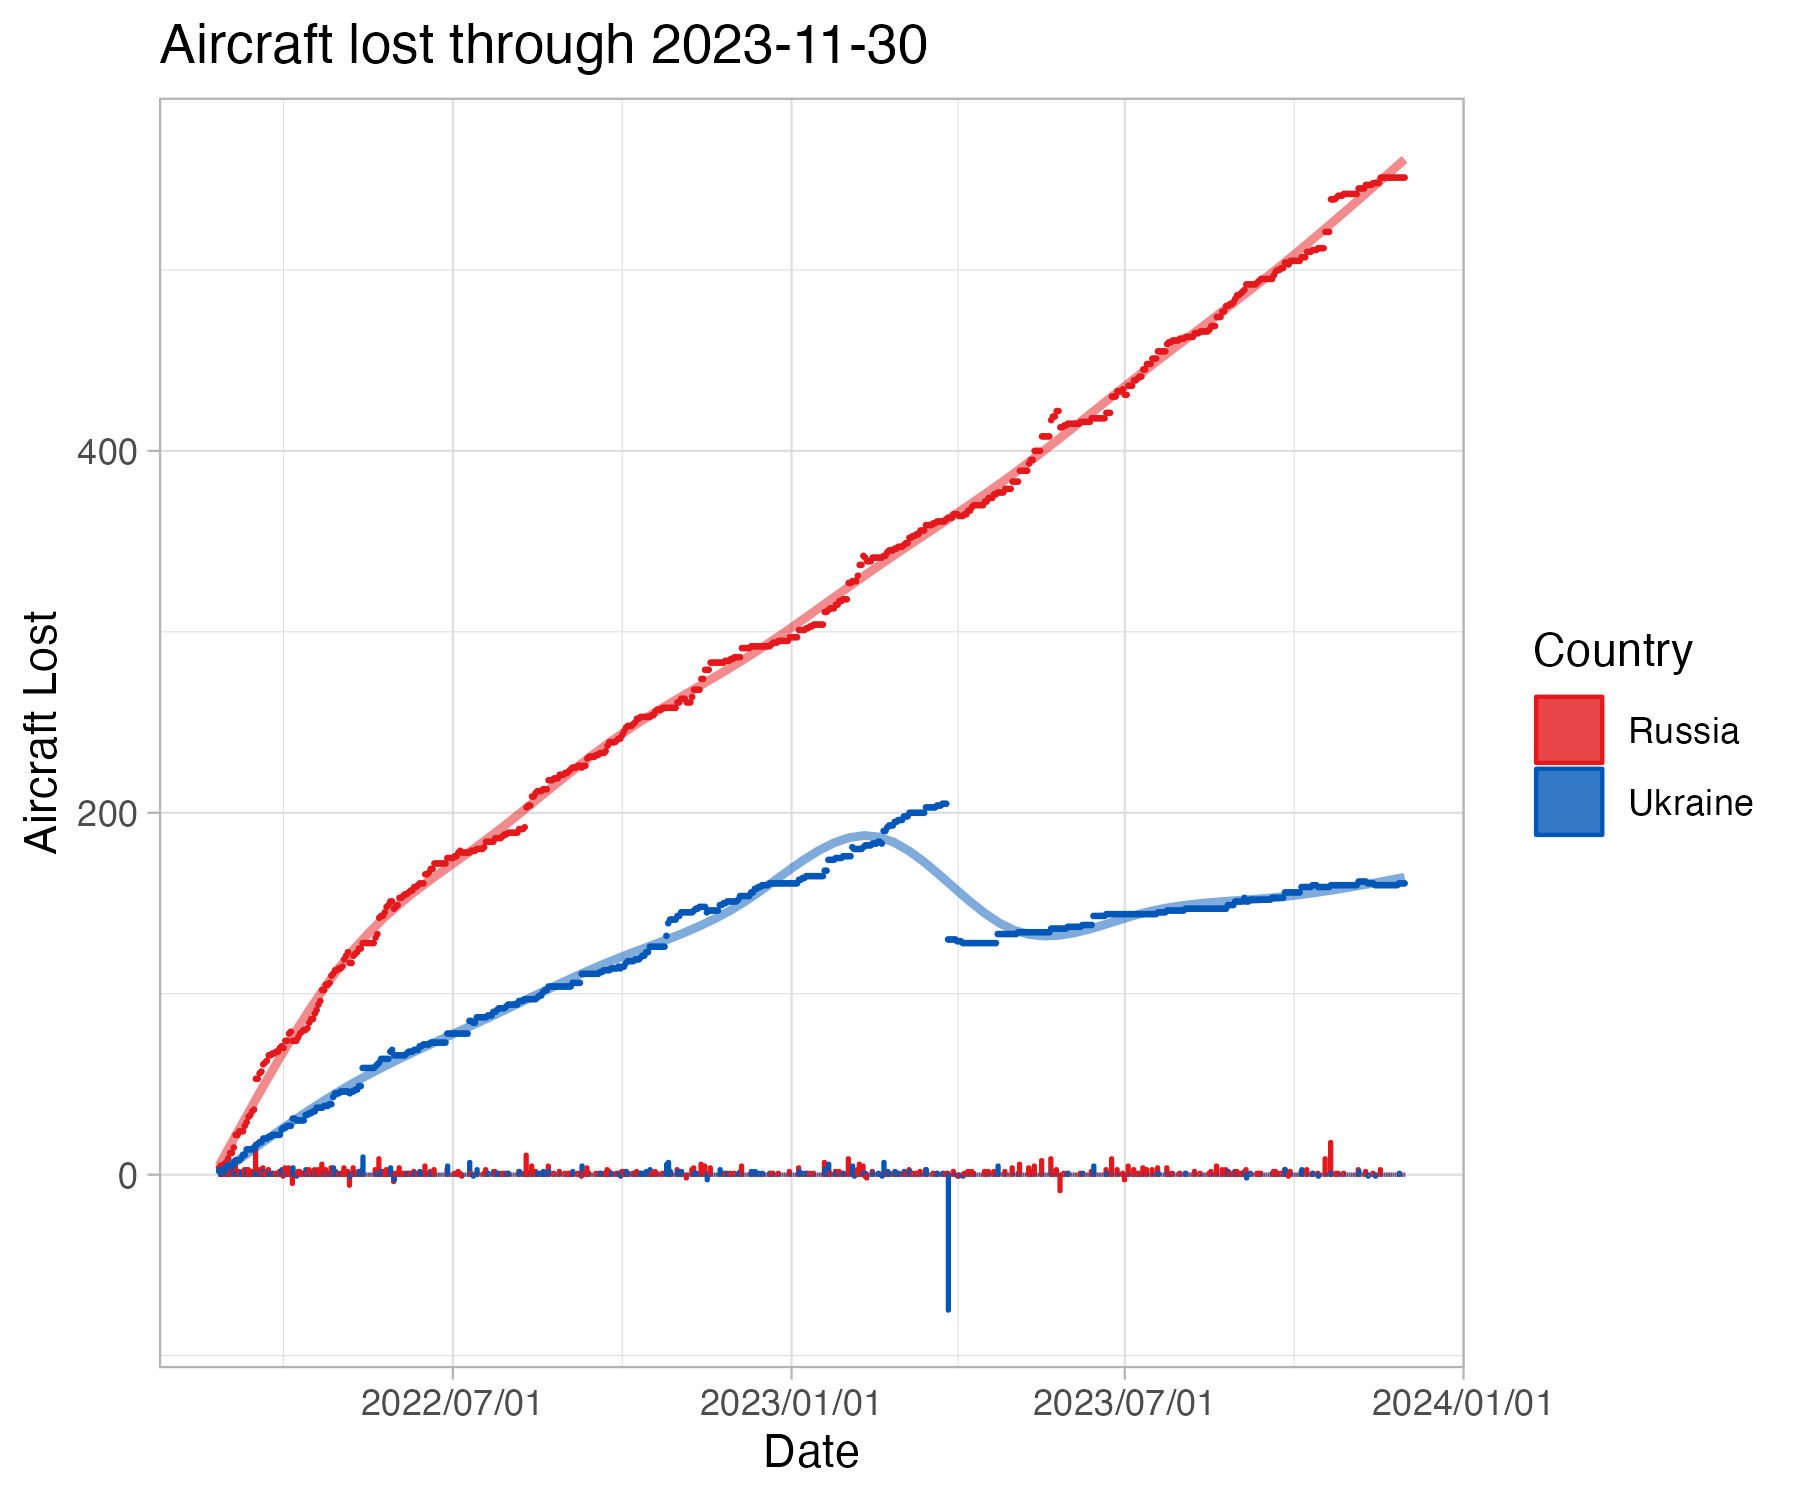 Aircraft lost through 2023-11-30
Aircraft Lost
400
200
0
2022/07/01
2023/01/01
2023/07/01
2024/01/01
Date
Country
Russia
Ukraine